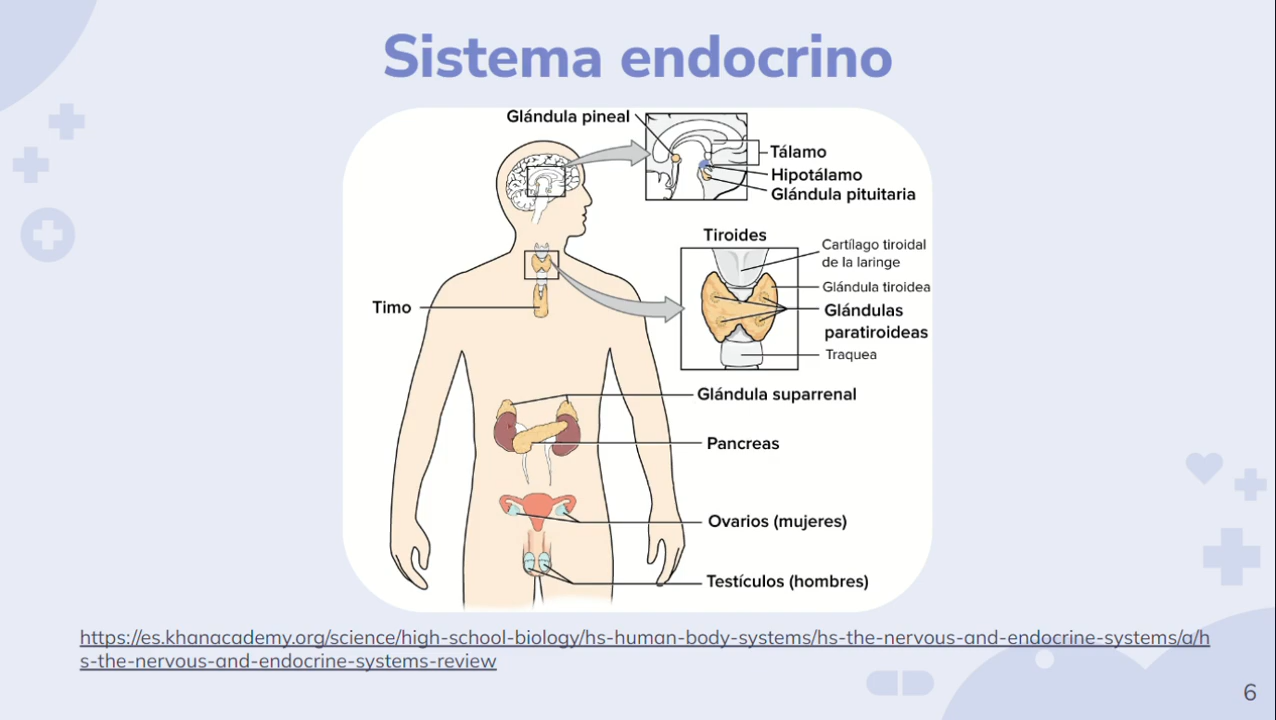 Sistema endocrino
Glándula pineal
Tálamo
Hipotálamo
Glándula pituitaria
Tiroides
Cartílago tiroidal
de la laringe
Glándula tiroidea
Glándulas
paratiroideas
Traquea
Timo
Glándula suparrenal
Pancreas
Ovarios (mujeres)
Testículos (hombres)
https://es.khanacademy.org/science/high-school-biology/hs-human-body-systems/hs-the-nervous-and-endocrine-systems/a/h
s-the-nervous-and-endocrine-systems-review
6